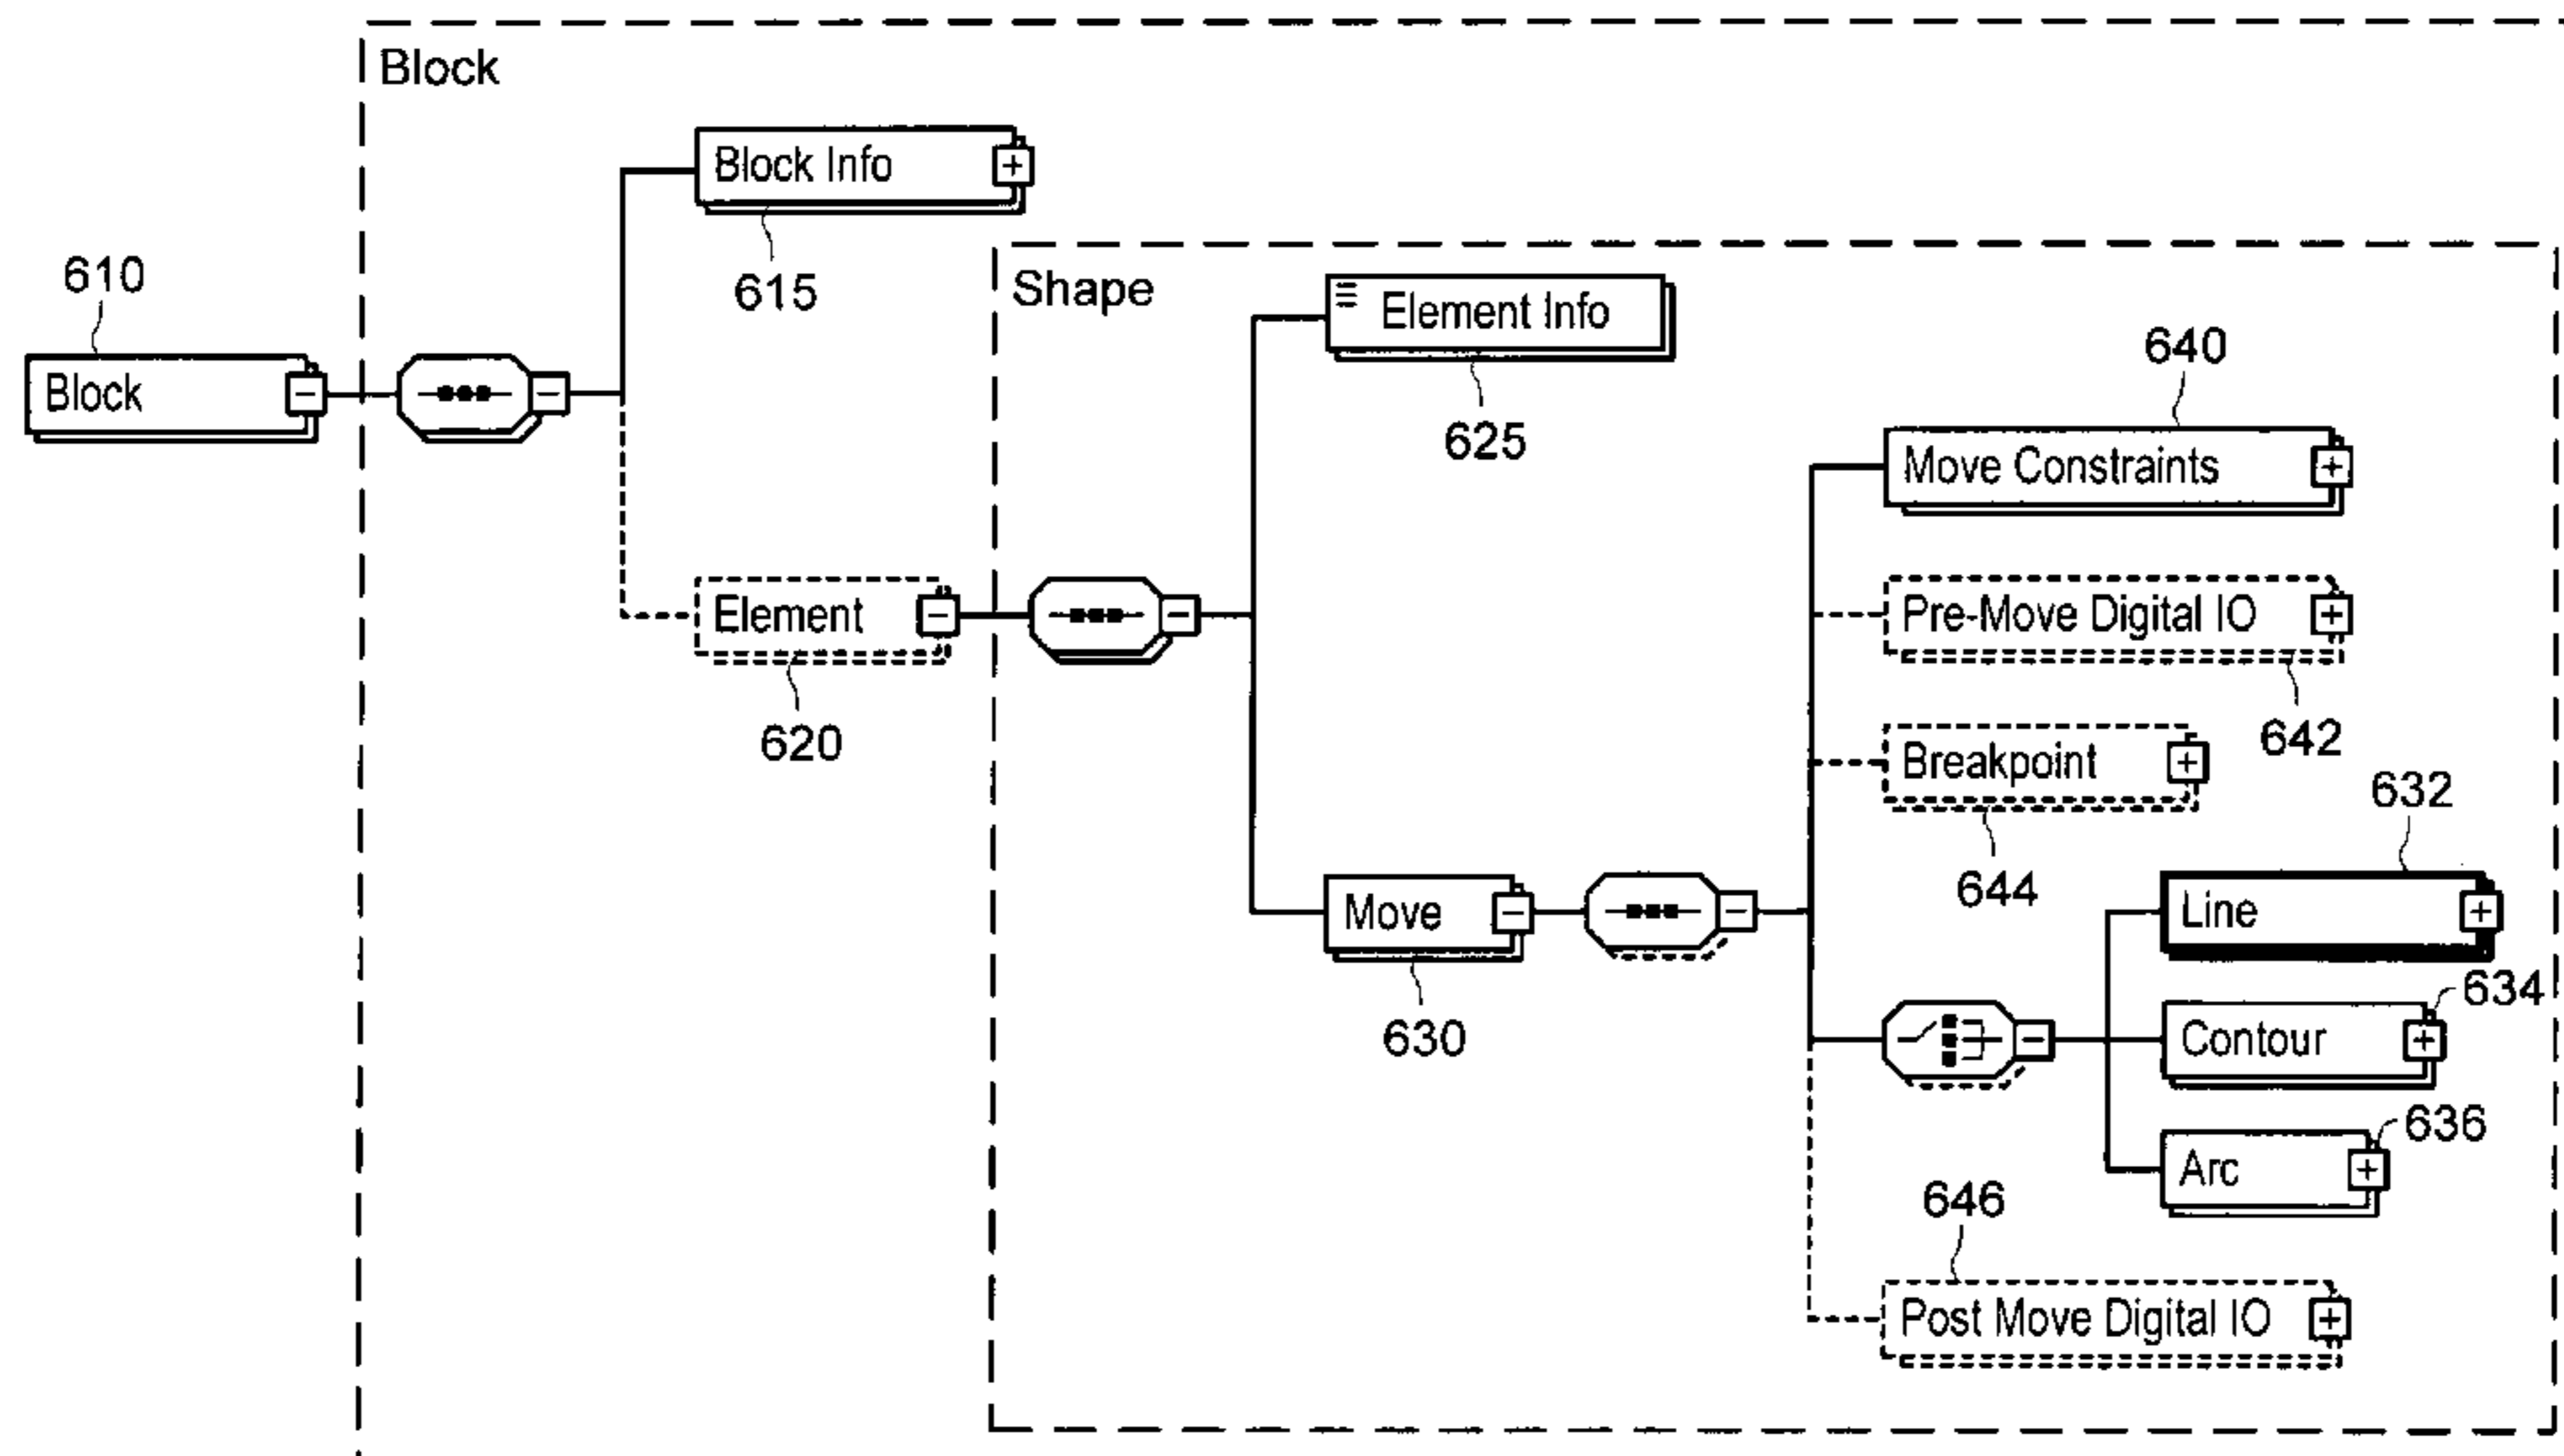 Block
Block Info
615
610
Block
Shape
Element Info
625
Element
620
640
Move Constraints
Pre-Move Digital IO
642
Breakpoint
644
632
Move
630
Line
634
Contour
636
Arc
646
Post Move Digital IO